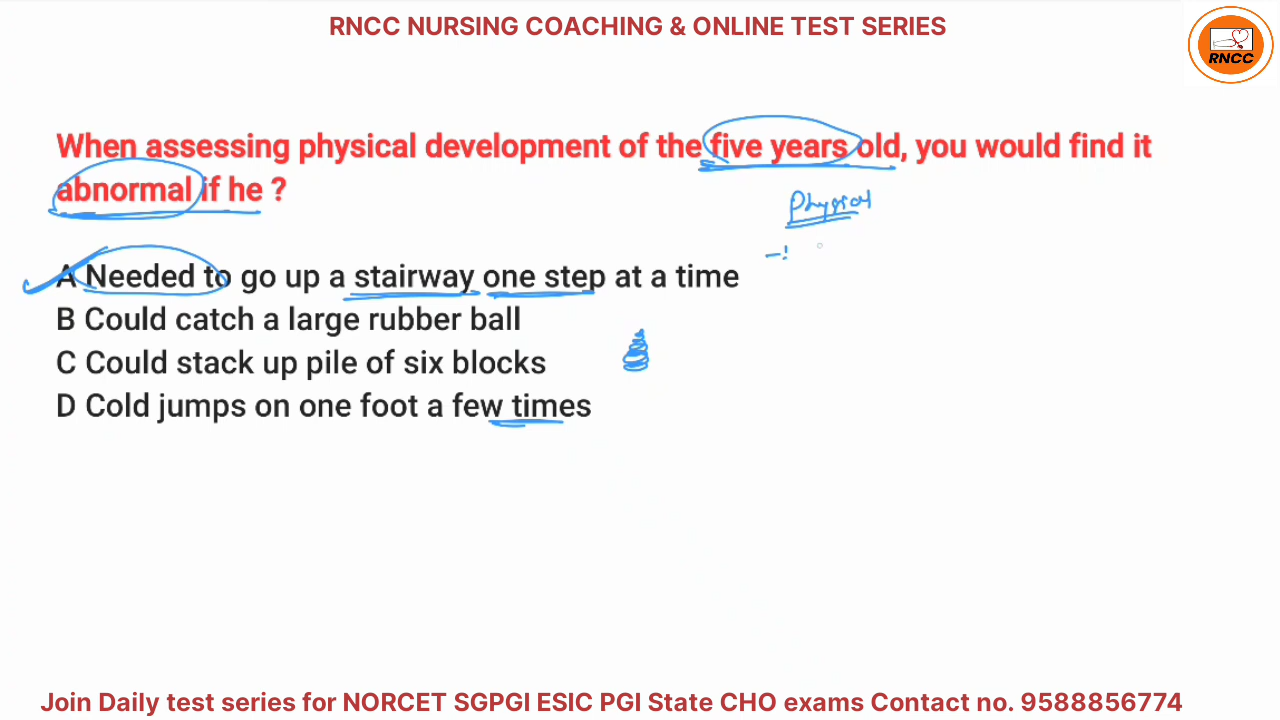 RNCC NURSING COACHING & ONLINE TEST SERIES
RNCC
When assessing physical development of the five years old, you would find it
abnormal if he ?
Physical
A Needed to go up a stairway one step at a time
B Could catch a large rubber ball
C Could stack up pile of six blocks
D Cold jumps on one foot a few times
Join Daily test series for NORCET SGPGI ESIC PGI State CHO exams Contact no. 9588856774